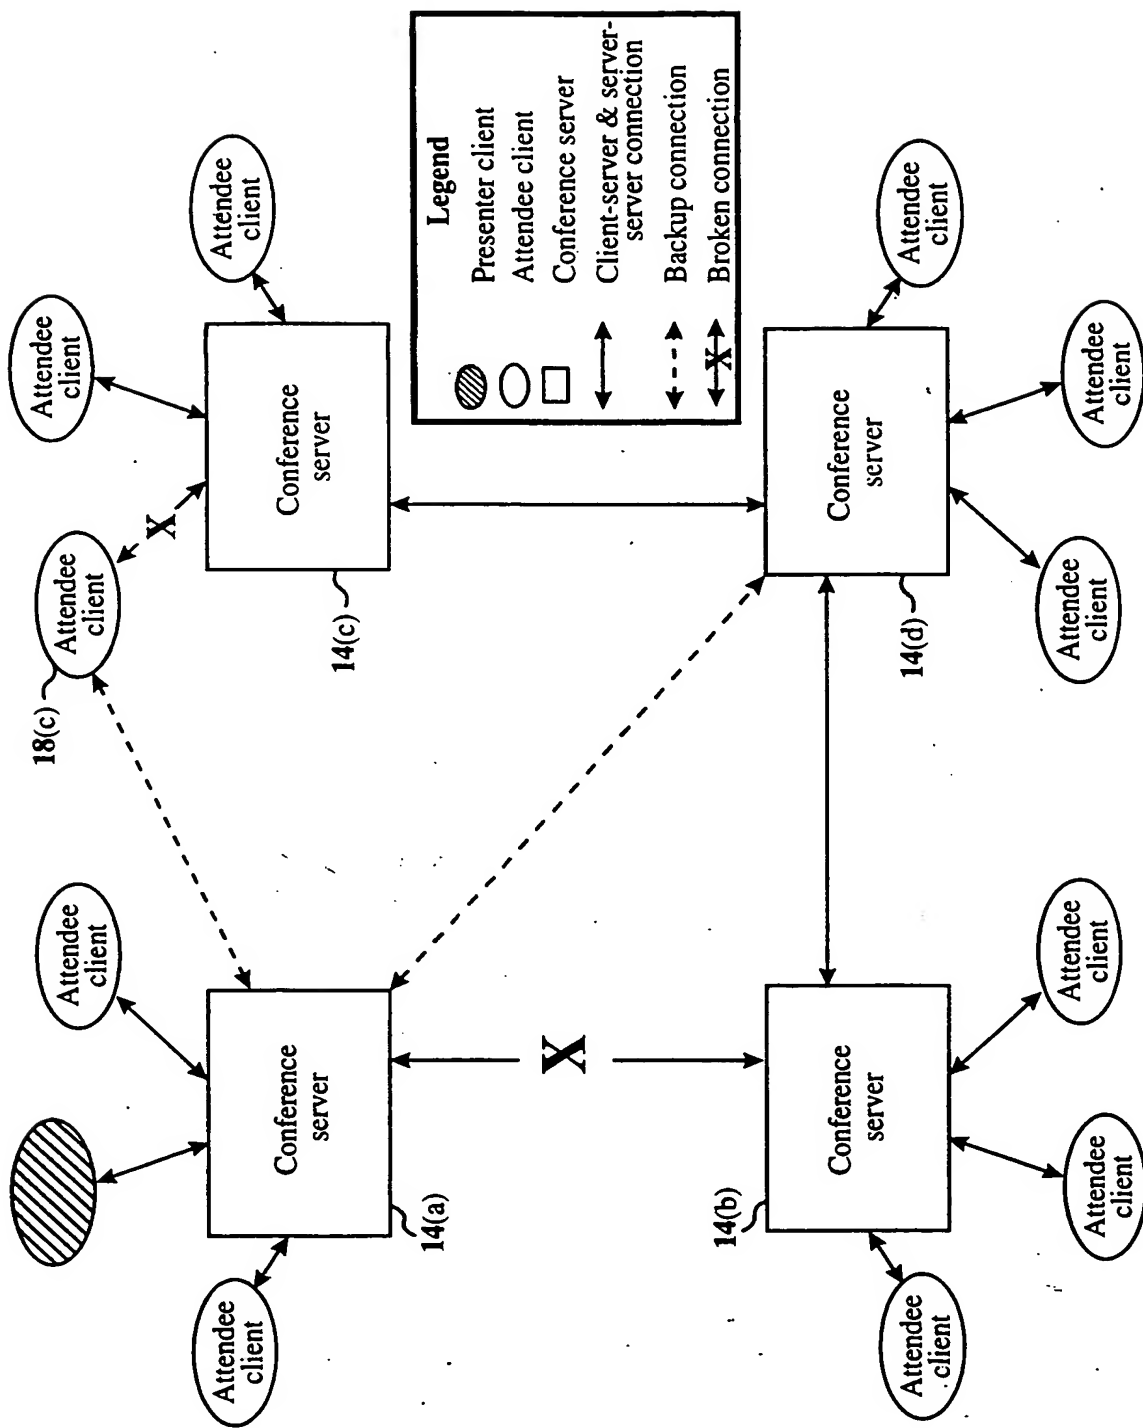 Attendee
client
Attendee
client
Attendee
client
Attendee
client
Attendee
client
Conference
server
14(a)
18(c)
X
Conference
server
14(c)
X
Legend
Presenter client
Attendee client
Conference server
Client-server & server-
server connection
Backup connection
X
Broken connection
Conference
server
14(b)
Conference
server
14(d)
Attendee
client
Attendee
client
Attendee
client
Attendee
client
Attendee
client
Attendee
client